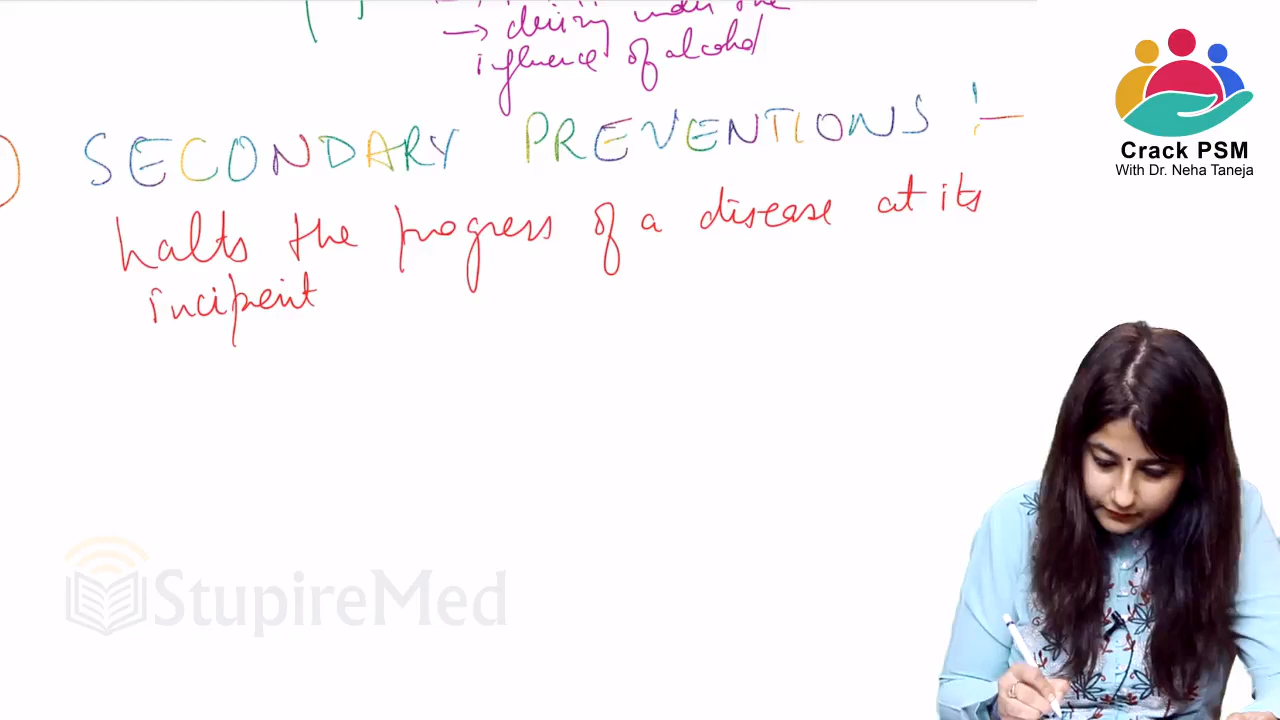 → driving under the
influence of alcohol
SECONDARY PREVENTIONS :-
halts the progress of a disease at its
incipient
Crack PSM
With Dr. Neha Taneja
StupireMed